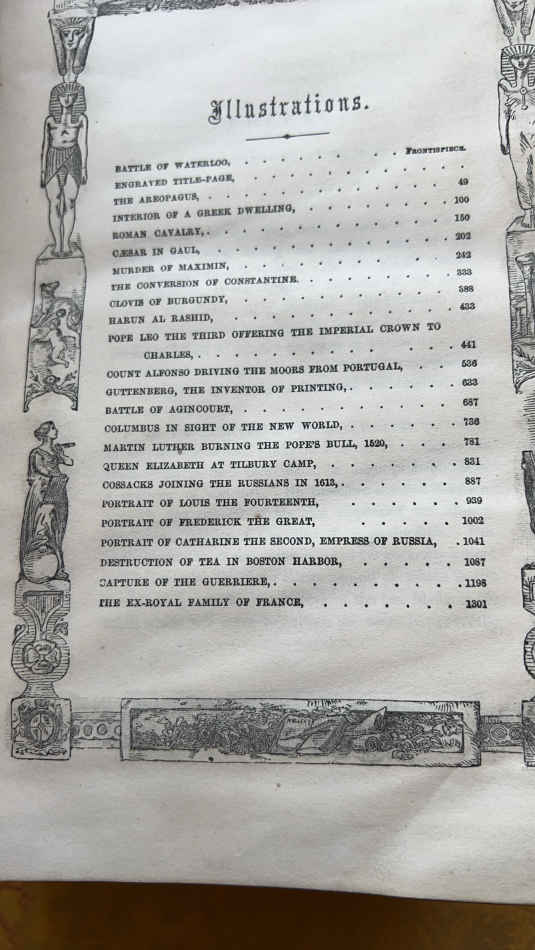 Illustrations.
BATTLE OF WATERLOO, . . . . . . . . FRONTISPIECE.
ENGRAVED TITLE-PAGE, . . . . . . . . .
THE AREOPAGUS, . . . . . . . . . 49
INTERIOR OF A GREEK DWELLING, . . . . . . 100
ROMAN CAVALRY, . . . . . . . . . 150
CÆSAR IN GAUL, . . . . . . . . . 202
MURDER OF MAXIMIN, . . . . . . . . 242
THE CONVERSION OF CONSTANTINE. . . . . . . 333
CLOVIS OF BURGUNDY, . . . . . . . . 388
HARUN AL RASHID, . . . . . . . . 433
POPE LEO THE THIRD OFFERING THE IMPERIAL CROWN TO
CHARLES, . . . . . . . . . 441
COUNT ALFONSO DRIVING THE MOORS FROM PORTUGAL, . . 536
GUTTENBERG, THE INVENTOR OF PRINTING, . . . . . 633
BATTLE OF AGINCOURT, . . . . . . . . 687
COLUMBUS IN SIGHT OF THE NEW WORLD, . . . . . 736
MARTIN LUTHER BURNING THE POPE'S BULL, 1520, . . . 781
QUEEN ELIZABETH AT TILBURY CAMP, . . . . . . 831
COSSACKS JOINING THE RUSSIANS IN 1613, . . . . . . 887
PORTRAIT OF LOUIS THE FOURTEENTH, . . . . . . 939
PORTRAIT OF FREDERICK THE GREAT, . . . . . 1002
PORTRAIT OF CATHARINE THE SECOND, EMPRESS OF RUSSIA, . 1041
DESTRUCTION OF TEA IN BOSTON HARBOR, . . . . . 1087
CAPTURE OF THE GUERRIERE, . . . . . . . . . 1198
THE EX-ROYAL FAMILY OF FRANCE, . . . . . . . 1301